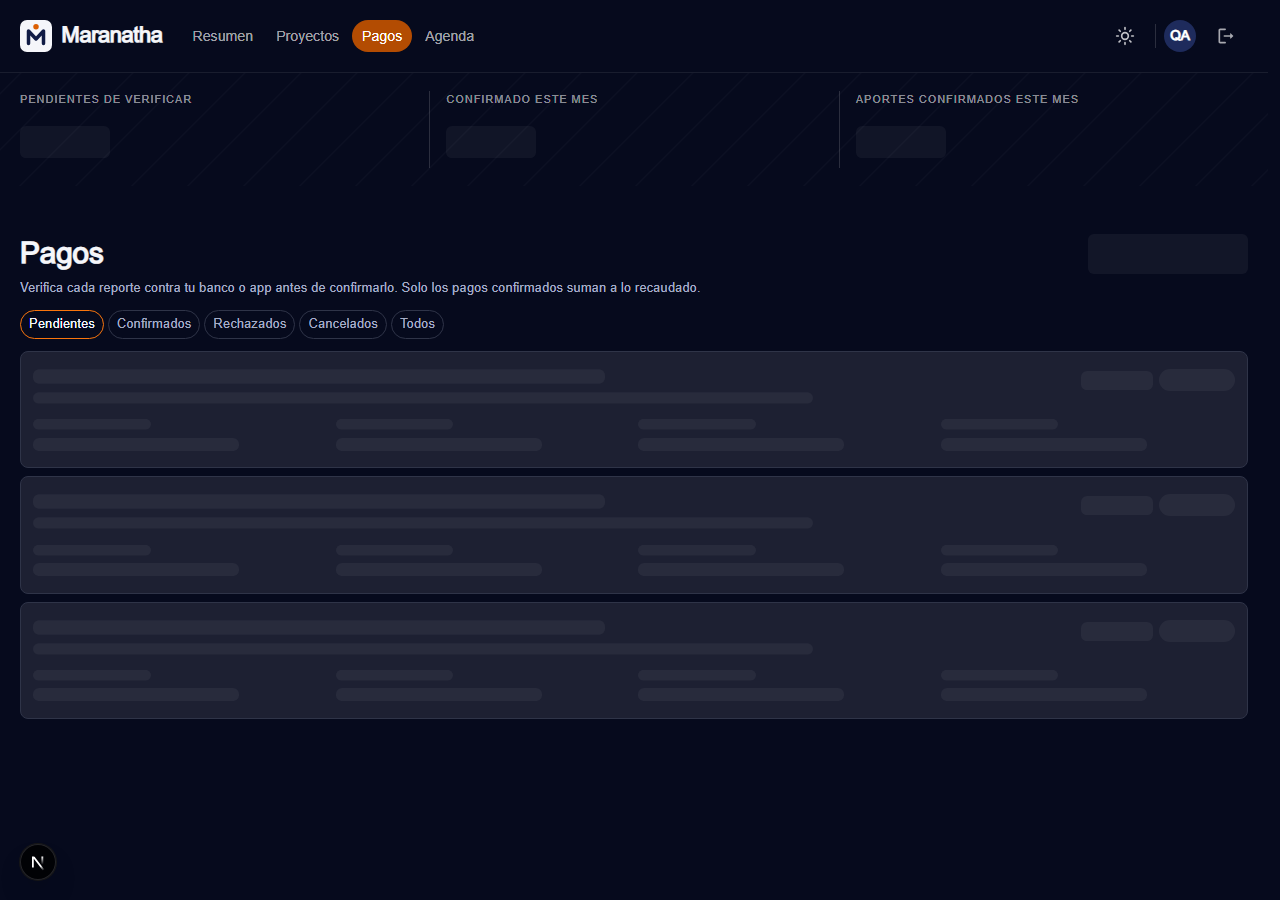 Maranatha
Resumen
Proyectos
Pagos
Agenda
QA
PENDIENTES DE VERIFICAR
CONFIRMADO ESTE MES
APORTES CONFIRMADOS ESTE MES
Pagos
Verifica cada reporte contra tu banco o app antes de confirmarlo. Solo los pagos confirmados suman a lo recaudado.
Pendientes
Confirmados
Rechazados
Cancelados
Todos